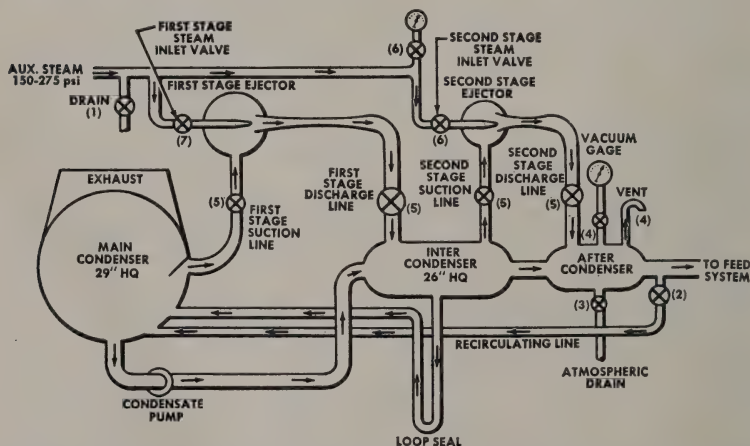 FIRST STAGE
STEAM
INLET VALVE
(6)
SECOND STAGE
STEAM
INLET VALVE
AUX. STEAM
150-275 psi
FIRST STAGE EJECTOR
SECOND STAGE
EJECTOR
DRAIN
(1)
(7)
(6)
VACUUM
GAGE
EXHAUST
FIRST STAGE
DISCHARGE
LINE
SECOND STAGE
SUCTION
LINE
SECOND STAGE
DISCHARGE
LINE
VENT
(5)
FIRST
STAGE
SUCTION
LINE
(5)
(5)
(5)
(4)
(4)
MAIN
CONDENSER
29" HQ
INTER
CONDENSER
26" HQ
AFTER
CONDENSER
TO FEED
SYSTEM
(3)
(2)
RECIRCULATING LINE
ATMOSPHERIC
DRAIN
CONDENSATE
PUMP
LOOP SEAL